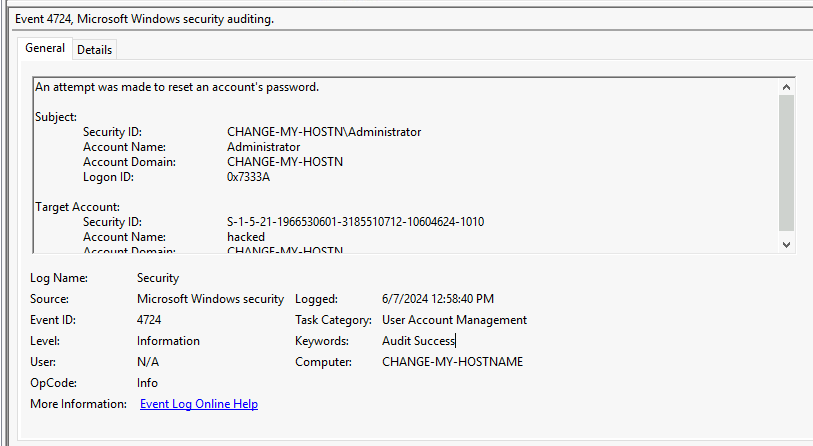 Event 4724, Microsoft Windows security auditing.
General Details
An attempt was made to reset an account's password.
Subject:
Security ID: CHANGE-MY-HOSTN\Administrator
Account Name: Administrator
Account Domain: CHANGE-MY-HOSTN
Logon ID: 0x7333A
Target Account:
Security ID: S-1-5-21-1966530601-3185510712-10604624-1010
Account Name: hacked
Account Domain: CHANGE-MY-HOSTN
Log Name: Security
Source: Microsoft Windows security Logged: 6/7/2024 12:58:40 PM
Event ID: 4724 Task Category: User Account Management
Level: Information Keywords: Audit Success
User: N/A Computer: CHANGE-MY-HOSTNAME
OpCode: Info
More Information: Event Log Online Help